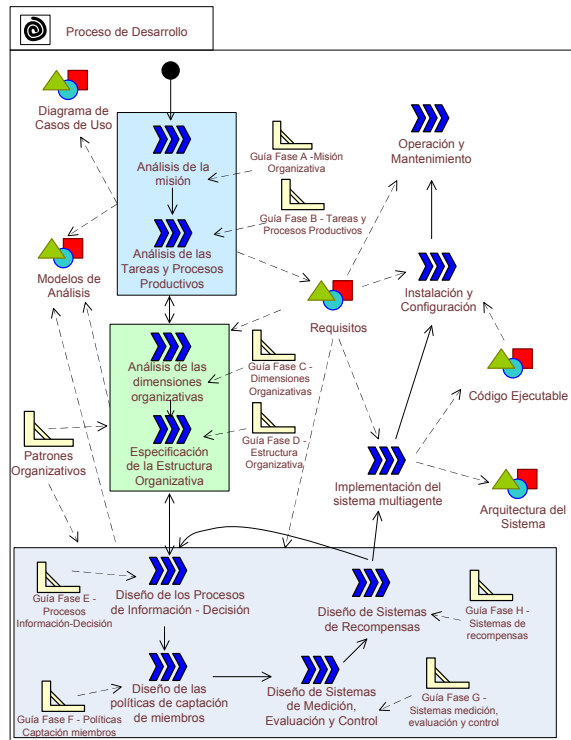 Proceso de Desarrollo
Diagrama de
Casos de Uso
Análisis de la
misión
Guía Fase A -Misión
Organizativa
Operación y
Mantenimiento
Guía Fase B - Tareas y
Procesos Productivos
Análisis de las
Tareas y Procesos
Productivos
Modelos de
Análisis
Requisitos
Instalación y
Configuración
Análisis de las
dimensiones
organizativas
Guía Fase C -
Dimensiones
Organizativas
Código Ejecutable
Patrones
Organizativos
Especificación
de la Estructura
Organizativa
Guía Fase D -
Estructura
Organizativa
Implementación del
sistema multiagente
Arquitectura del
Sistema
Guía Fase E -
Procesos
Información-Decisión
Diseño de los Procesos
de Información - Decisión
Diseño de Sistemas
de Recompensas
Guía Fase H -
Sistemas de
recompensas
Guía Fase F - Políticas
Captación miembros
Diseño de las
políticas de captación
de miembros
Diseño de Sistemas
de Medición,
Evaluación y Control
Guía Fase G -
Sistemas medición,
evaluación y control